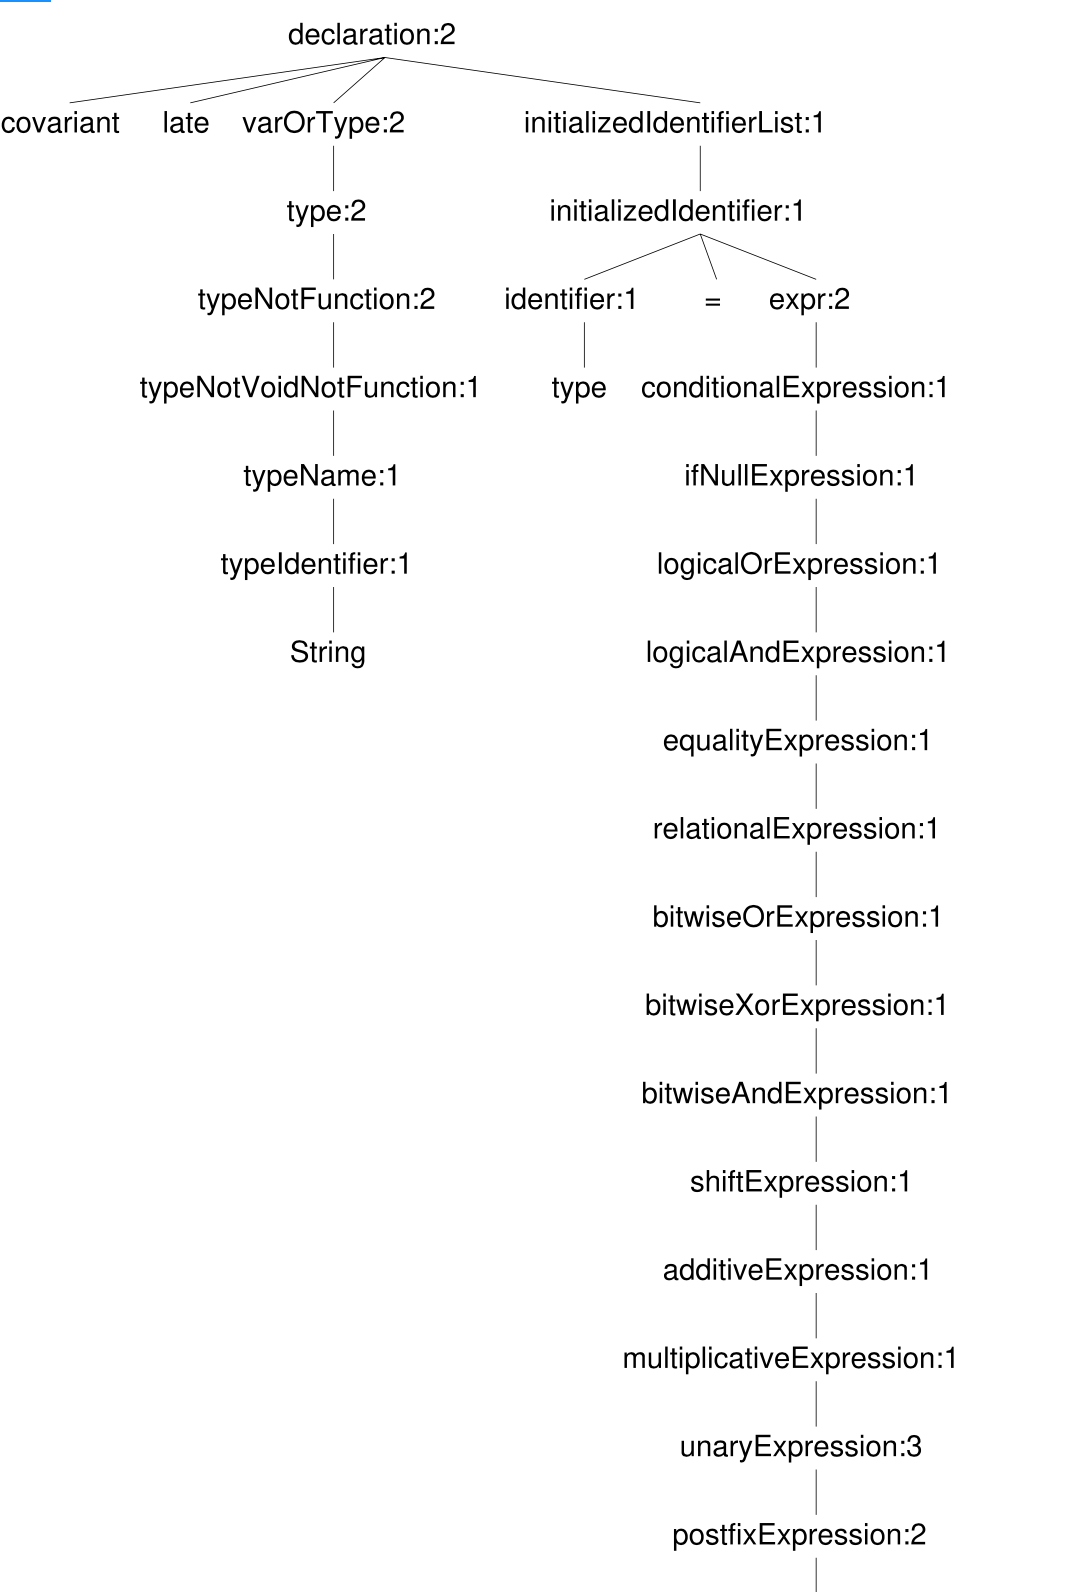 declaration:2
covariant late varOrType:2 initializedIdentifierList:1
type:2 initializedIdentifier:1
typeNotFunction:2 identifier:1 = expr:2
typeNotVoidNotFunction:1 type conditionalExpression:1
typeName:1 ifNullExpression:1
typeIdentifier:1 logicalOrExpression:1
String logicalAndExpression:1
equalityExpression:1
relationalExpression:1
bitwiseOrExpression:1
bitwiseXorExpression:1
bitwiseAndExpression:1
shiftExpression:1
additiveExpression:1
multiplicativeExpression:1
unaryExpression:3
postfixExpression:2